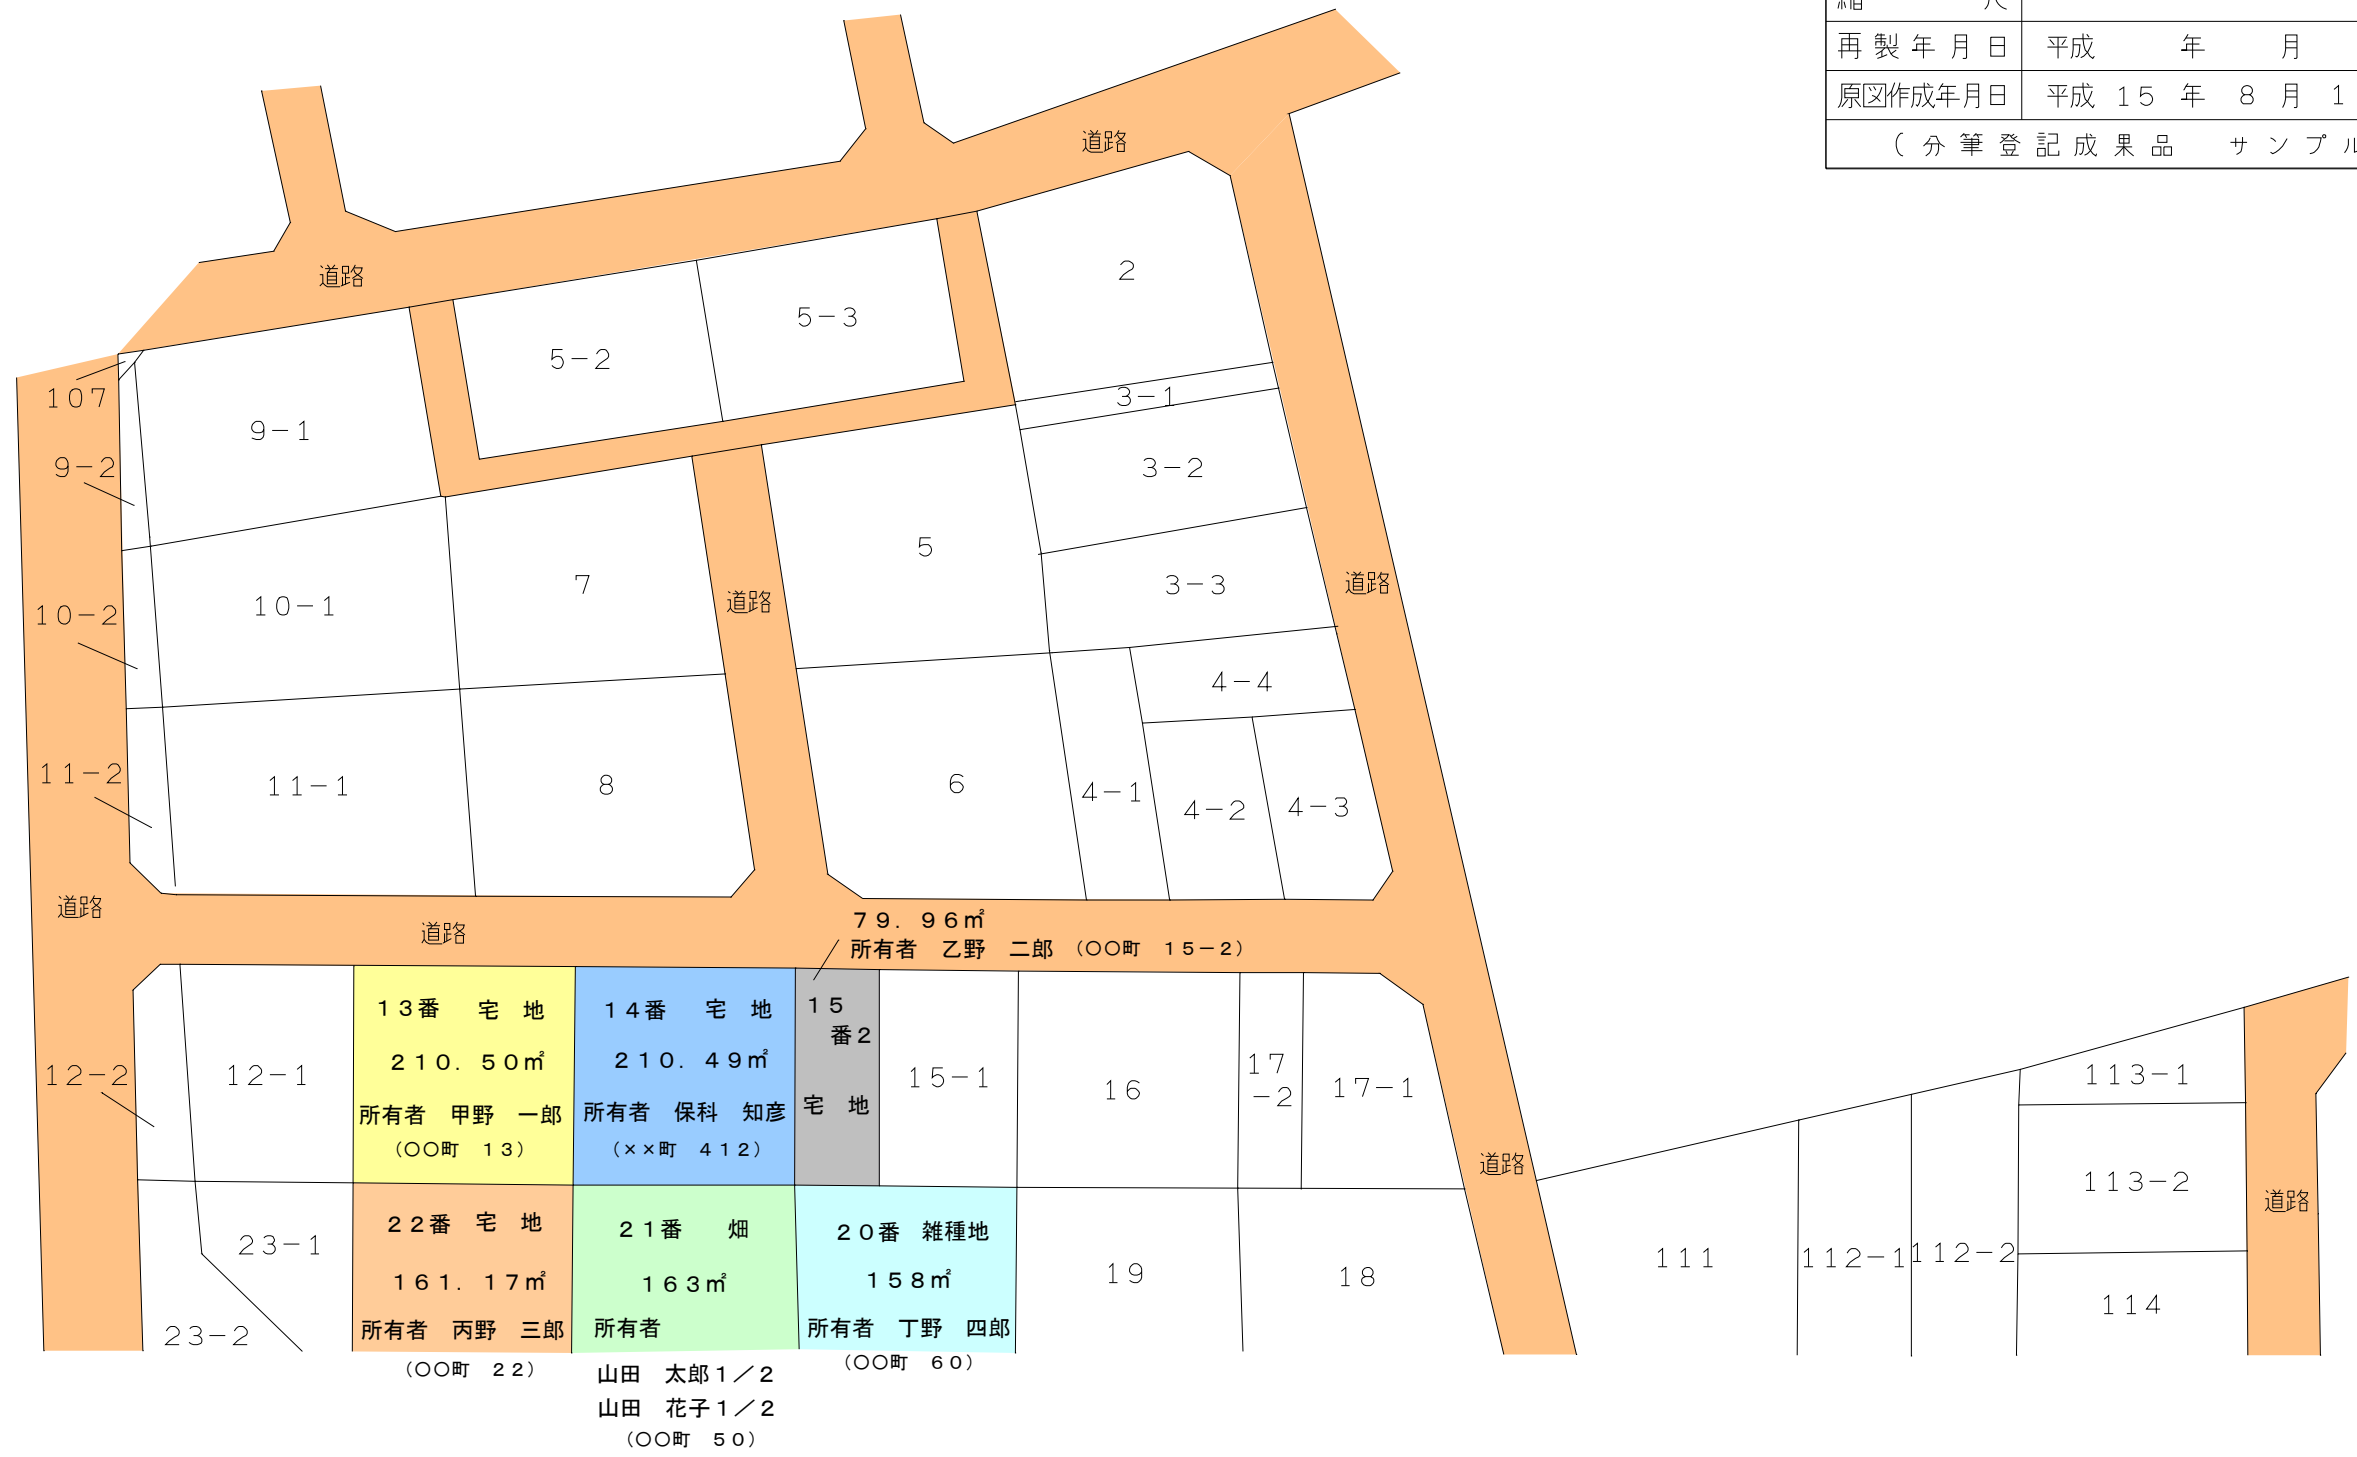 再製年月日 平成 年 月
原図作成年月日 平成 15 年 8 月 1
(分筆登記成果品 サンプル
道路
道路
2
5-3
5-2
107
3-1
9-1
9-2
3-2
5
7
道路
3-3
道路
10-1
10-2
4-4
11-2
11-1
8
6
4-1
4-2
4-3
道路
道路
79.96㎡
所有者 乙野 二郎 (〇〇町 15-2)
12-2
12-1
13番 宅 地
210.50㎡
所有者 甲野 一郎
(〇〇町 13)
14番 宅 地
210.49㎡
所有者 保科 知彦
(××町 412)
15
番2
宅 地
15-1
16
17
-2
17-1
道路
113-1
113-2
道路
23-1
23-2
22番 宅 地
161.17㎡
所有者 丙野 三郎
(〇〇町 22)
21番 畑
163㎡
所有者
山田 太郎1/2
山田 花子1/2
(〇〇町 50)
20番 雑種地
158㎡
所有者 丁野 四郎
(〇〇町 60)
19
18
111
112-1
112-2
114